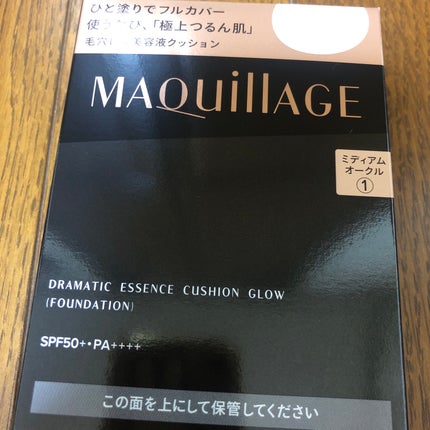 ひと塗りでフルカバー
使うたび、「極上つるん肌」
毛穴 美容液クッション
MAQuillAGE
ミディアム
オークル
①
DRAMATIC ESSENCE CUSHION GLOW
(FOUNDATION)
SPF50+・PA++++
この面を上にして保管してください